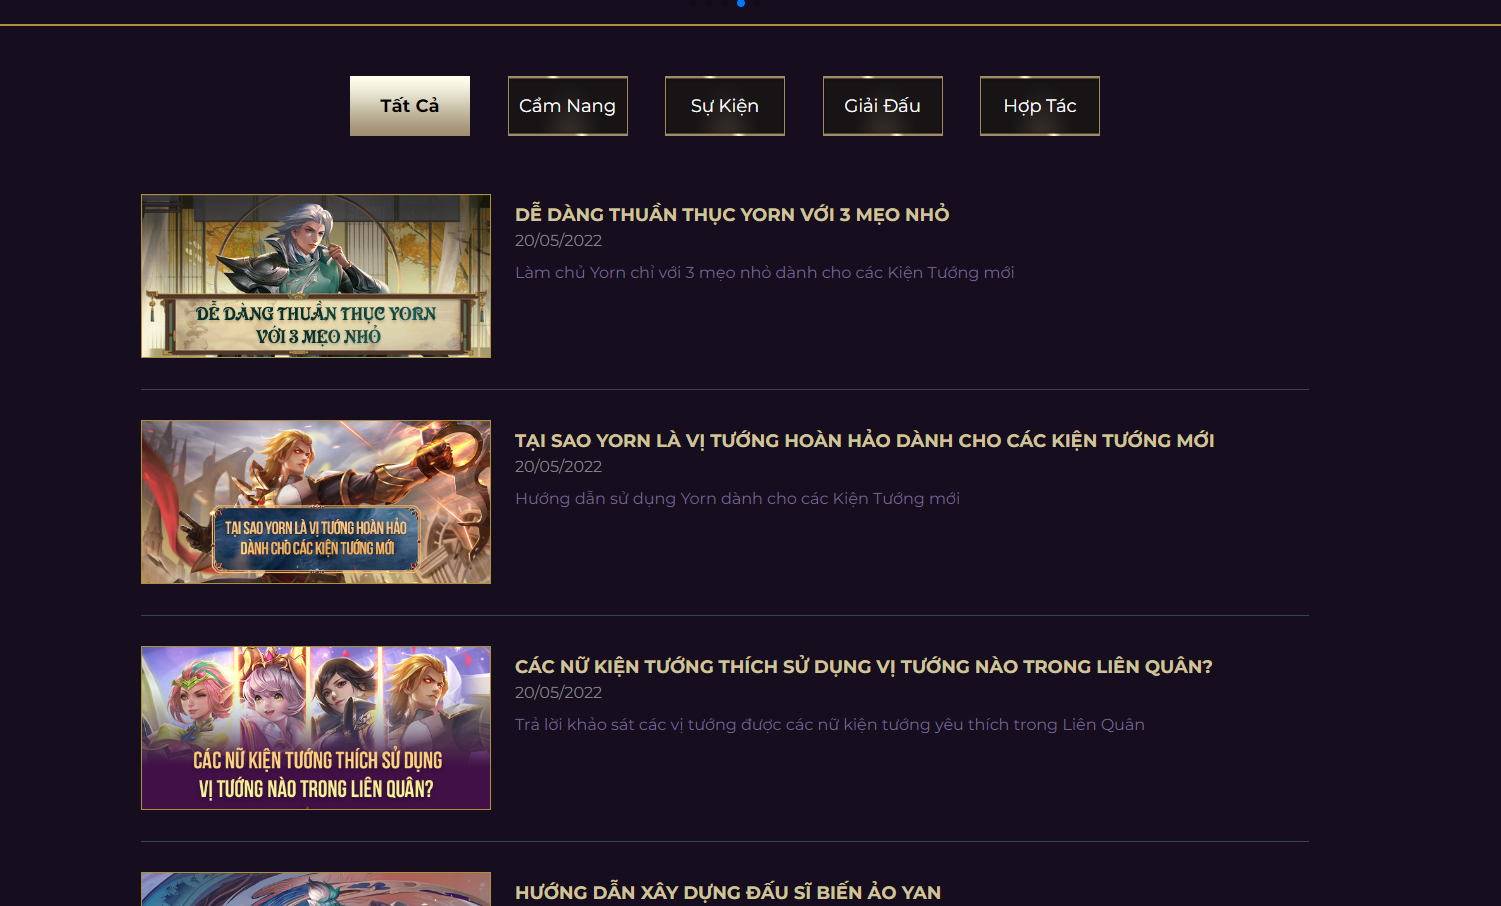 Tất Cả
Cẩm Nang
Sự Kiện
Giải Đấu
Hợp Tác
DỄ DÀNG THUẦN THỤC YORN
VỚI 3 MẸO NHỎ
DỄ DÀNG THUẦN THỤC YORN VỚI 3 MẸO NHỎ
20/05/2022
Làm chủ Yorn chỉ với 3 mẹo nhỏ dành cho các Kiện Tướng mới
TẠI SAO YORN LÀ VỊ TƯỚNG HOÀN HẢO
DÀNH CHO CÁC KIỆN TƯỚNG MỚI
TẠI SAO YORN LÀ VỊ TƯỚNG HOÀN HẢO DÀNH CHO CÁC KIỆN TƯỚNG MỚI
20/05/2022
Hướng dẫn sử dụng Yorn dành cho các Kiện Tướng mới
CÁC NỮ KIỆN TƯỚNG THÍCH SỬ DỤNG
VỊ TƯỚNG NÀO TRONG LIÊN QUÂN?
CÁC NỮ KIỆN TƯỚNG THÍCH SỬ DỤNG VỊ TƯỚNG NÀO TRONG LIÊN QUÂN?
20/05/2022
Trả lời khảo sát các vị tướng được các nữ kiện tướng yêu thích trong Liên Quân
HƯỚNG DẪN XÂY DỰNG ĐẤU SĨ BIẾN ẢO YAN